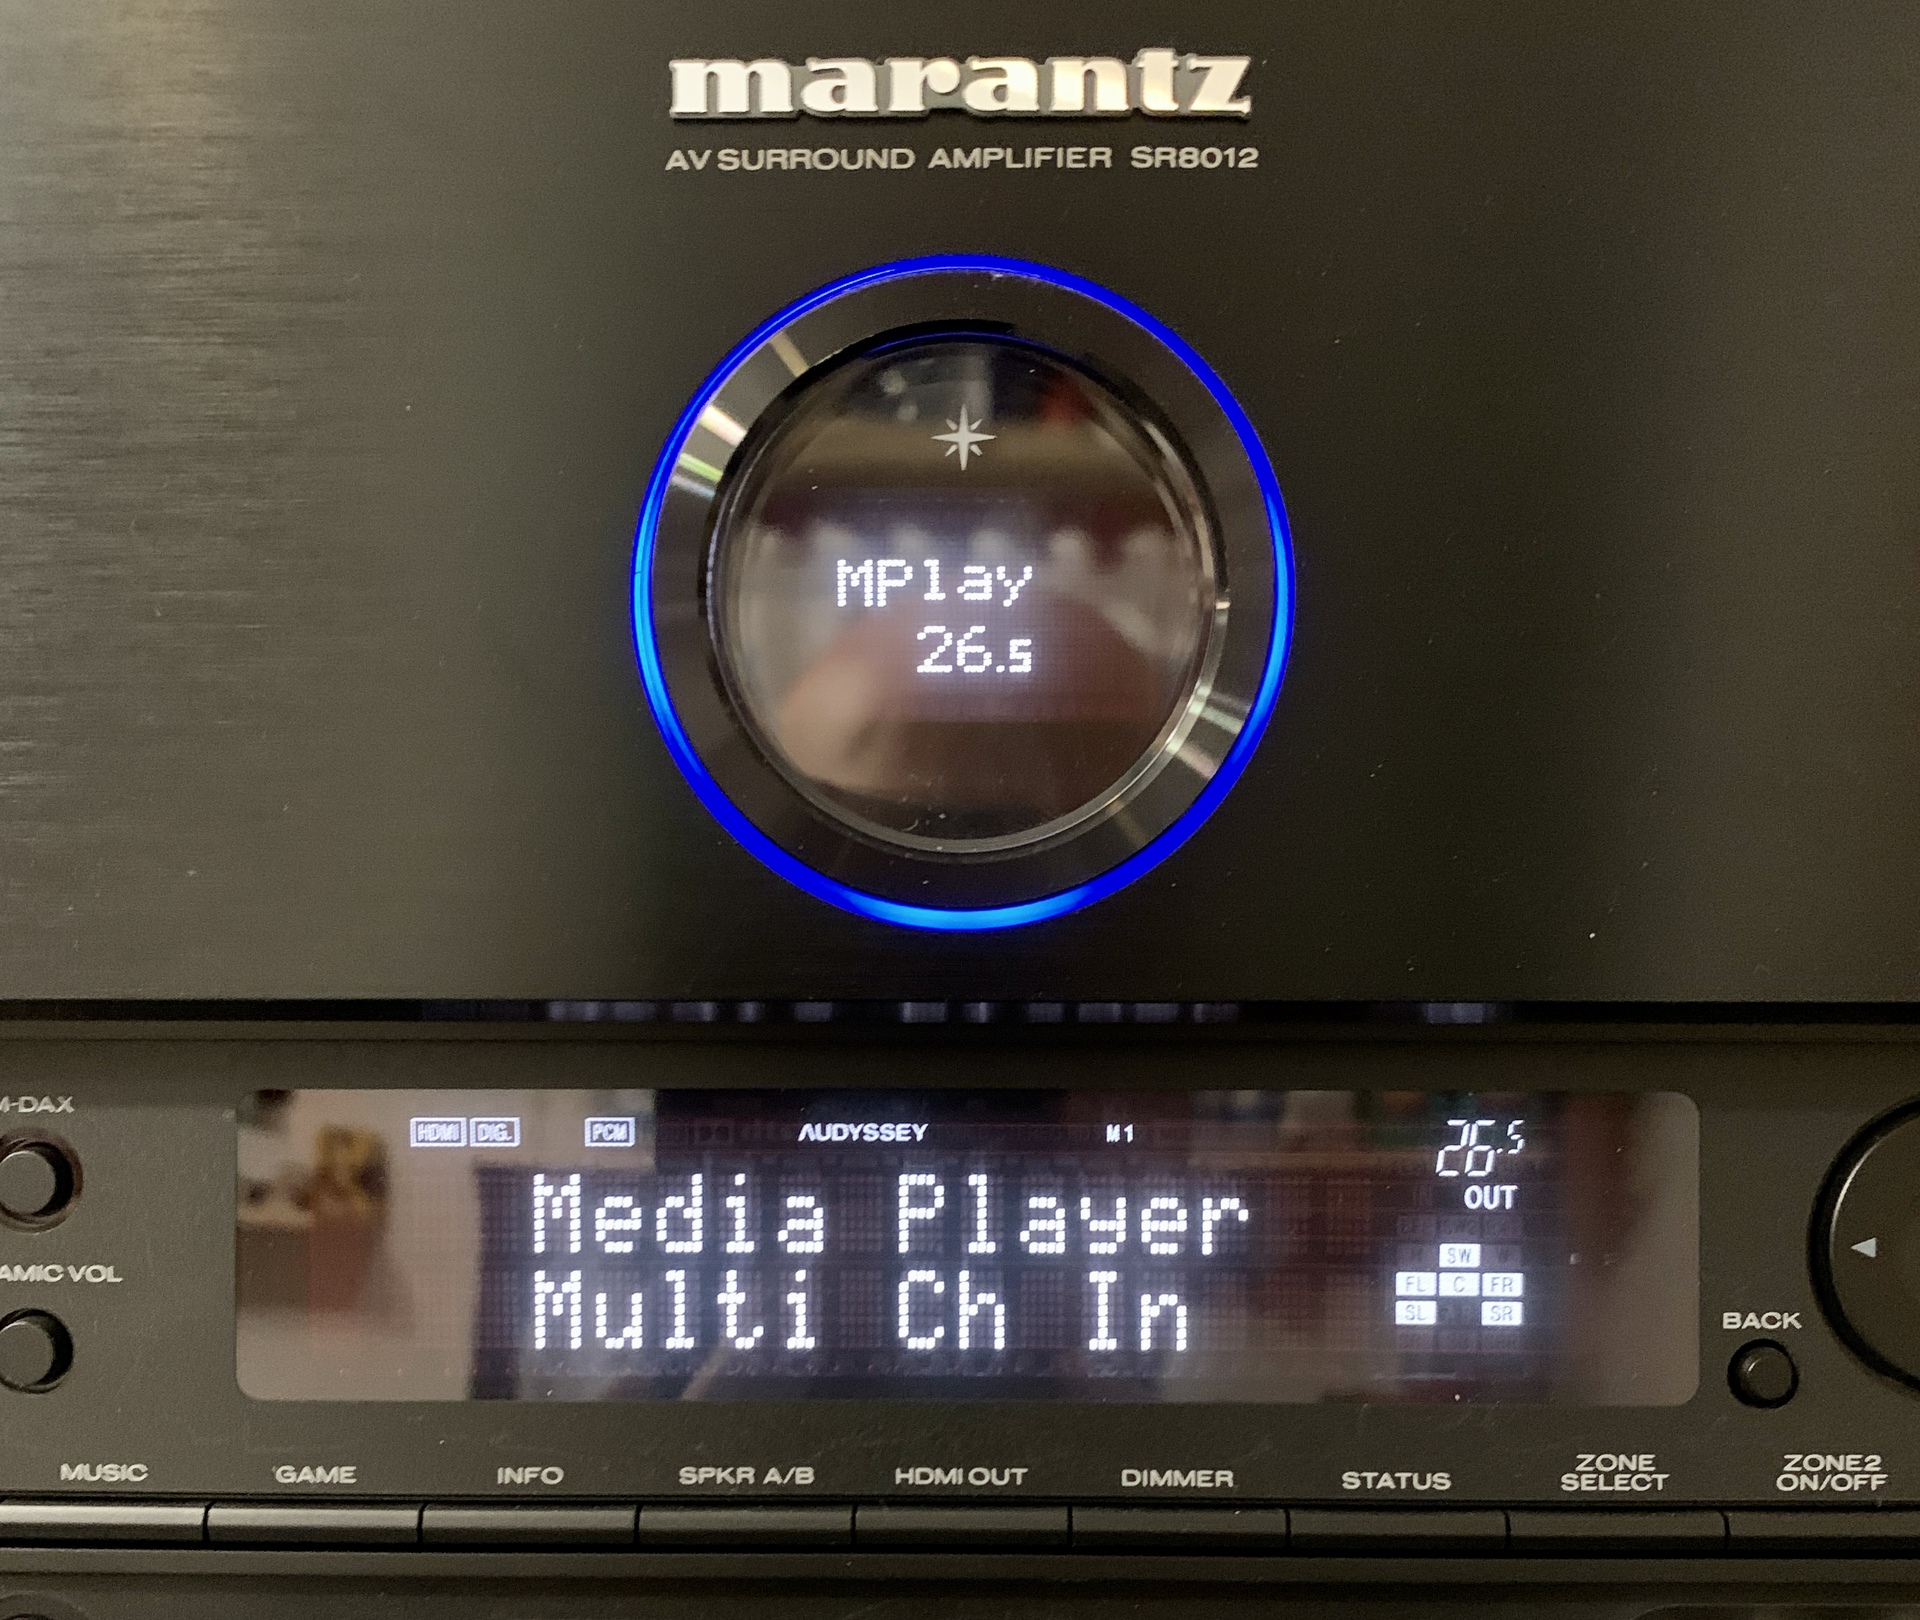 marantz
AV SURROUND AMPLIFIER SR8012
MPlay
26.5
M-DAX
HDMI DIG. PCM AUDYSSEY M1 26.5
OUT
Media Player
Multi Ch In
SW
FL C FR
SL SR
AMIC VOL
BACK
MUSIC GAME INFO SPKR A/B HDMI OUT DIMMER STATUS ZONE SELECT ZONE2 ON/OFF